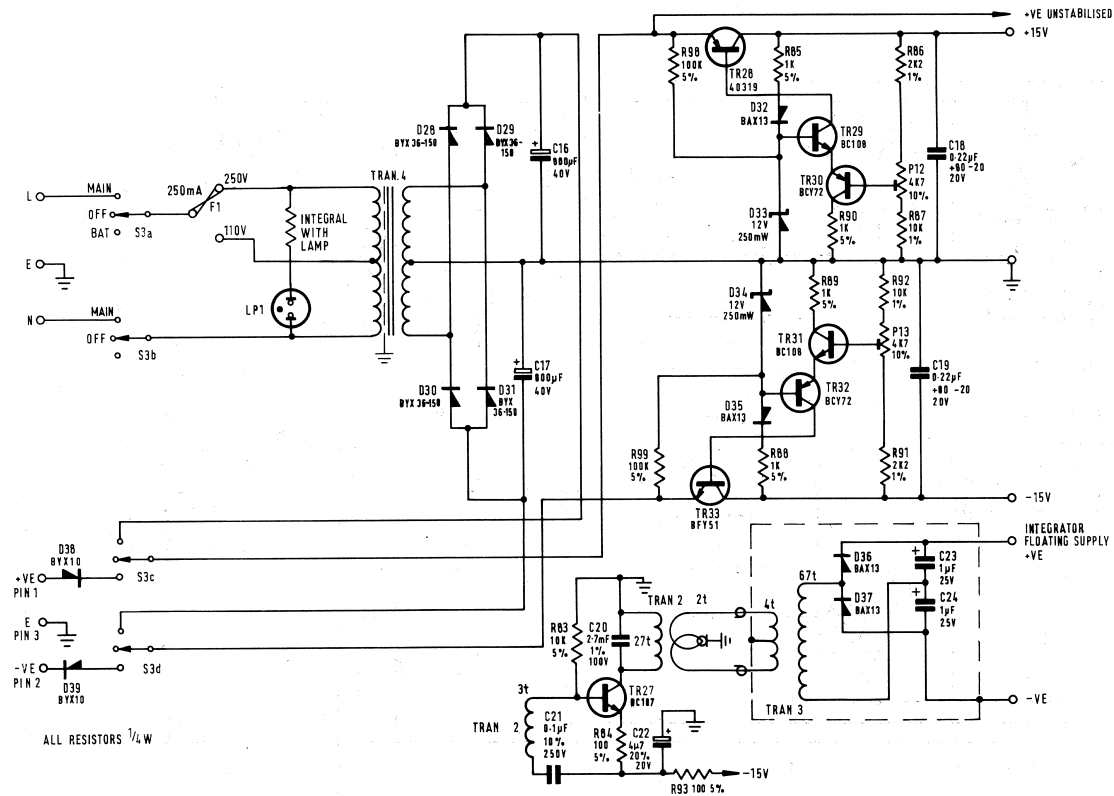 +VE UNSTABILISED
+15V
R98
100K
5%
TR28
40319
R85
1K
5%
R86
2K2
1%
D32
BAX13
TR29
BC108
C18
0·22µF
+80 -20
20V
D28
BYX36-150
D29
BYX36-
150
+
C16
800µF
40V
TRAN.4
TR30
BCY72
P12
4K7
10%
L
MAIN
250mA
250V
F1
OFF
BAT
S3a
110V
INTEGRAL
WITH
LAMP
D33
12V
250mW
R90
1K
5%
R87
10K
1%
E
LP1
N
MAIN
OFF
S3b
D34
12V
250mW
R89
1K
5%
R92
10K
1%
TR31
BC108
P13
4K7
10%
+
C17
800µF
40V
C19
0·22µF
+80 -20
20V
D30
BYX36-150
D31
BYX
36-150
TR32
BCY72
D35
BAX13
R99
100K
5%
R88
1K
5%
R91
2K2
1%
TR33
BFY51
-15V
D38
BYX10
+VE
PIN 1
S3c
E
PIN 3
-VE
PIN 2
D39
BYX10
S3d
INTEGRATOR
FLOATING SUPPLY
+VE
D36
BAX13
+
C23
1µF
25V
67t
D37
BAX13
+
C24
1µF
25V
TRAN 2
2t
4t
R83
10K
5%
C20
2·7mF
1%
100V
27t
3t
TR27
BC187
TRAN 3
-VE
TRAN 2
C21
0·1µF
10%
250V
R84
100
5%
C22
4µ7
20%
20V
+
-15V
R93 100 5%
ALL RESISTORS 1/4 W